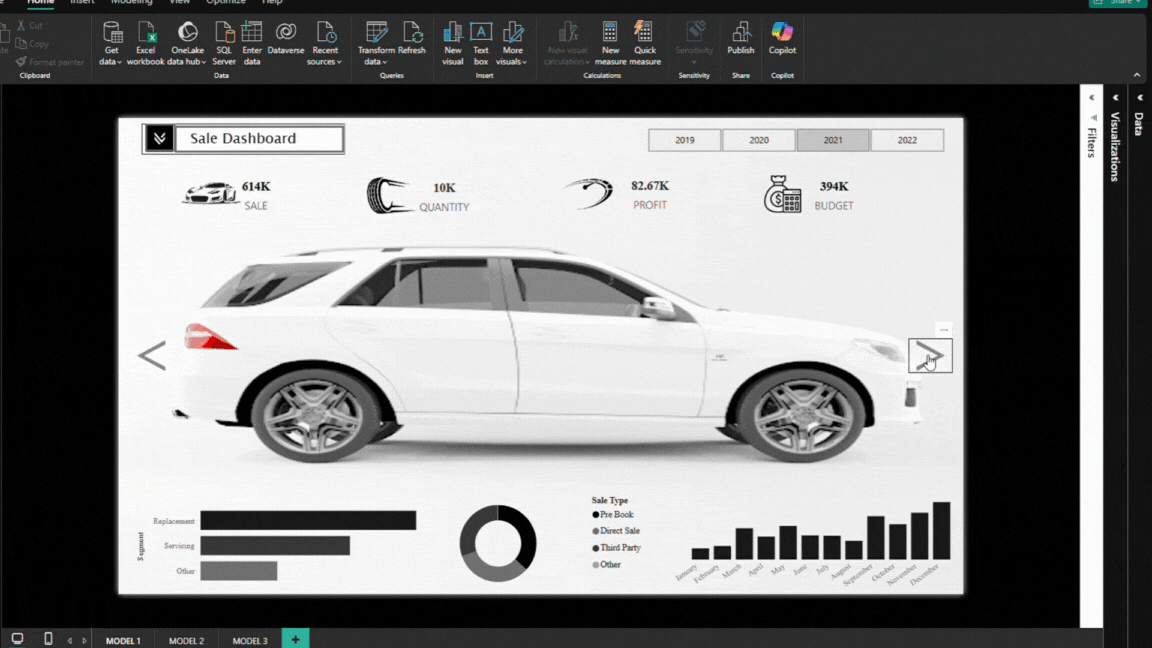 Home Insert Modeling View Optimize Help
Share
Cut
Copy
Format painter
Clipboard
Get data
Excel workbook
OneLake data hub
SQL Server
Enter data
Dataverse
Recent sources
Data
Transform data
Refresh
Queries
New visual
Text box
More visuals
Insert
New visual calculation
New measure
Quick measure
Calculations
Sensitivity
Sensitivity
Publish
Share
Copilot
Copilot
Filters
Visualizations
Data
Sale Dashboard
2019 2020 2021 2022
614K
SALE
10K
QUANTITY
82.67K
PROFIT
394K
BUDGET
Segment
Replacement
Servicing
Other
Sale Type
Pre Book
Direct Sale
Third Party
Other
January February March April May June July August September October November December
MODEL 1 MODEL 2 MODEL 3 +